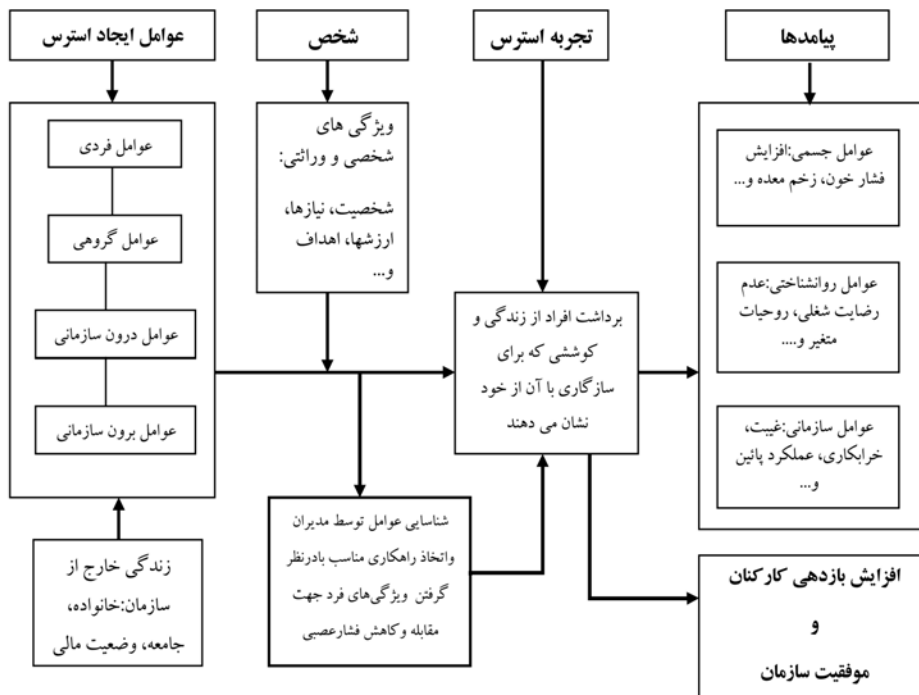 عوامل ایجاد استرس
شخص
تجربه استرس
پیامدها
عوامل فردی
عوامل گروهی
عوامل درون سازمانی
عوامل برون سازمانی
زندگی خارج از
سازمان:خانواده،
جامعه، وضعیت مالی
ویژگی های
شخصی و وراثتی:
شخصیت، نیازها،
ارزشها، اهداف
و...
شناسایی عوامل توسط مدیران
واتخاذ راهکاری مناسب بادرنظر
گرفتن ویژگی‌های فرد جهت
مقابله وکاهش فشارعصبی
برداشت افراد از زندگی و
کوششی که برای
سازگاری با آن از خود
نشان می دهند
عوامل جسمی:افزایش
فشار خون، زخم معده و...
عوامل روانشناختی:عدم
رضایت شغلی، روحیات
متغیر و....
عوامل سازمانی:غیبت،
خرابکاری، عملکرد پائین
و...
افزایش بازدهی کارکنان
و
موفقیت سازمان